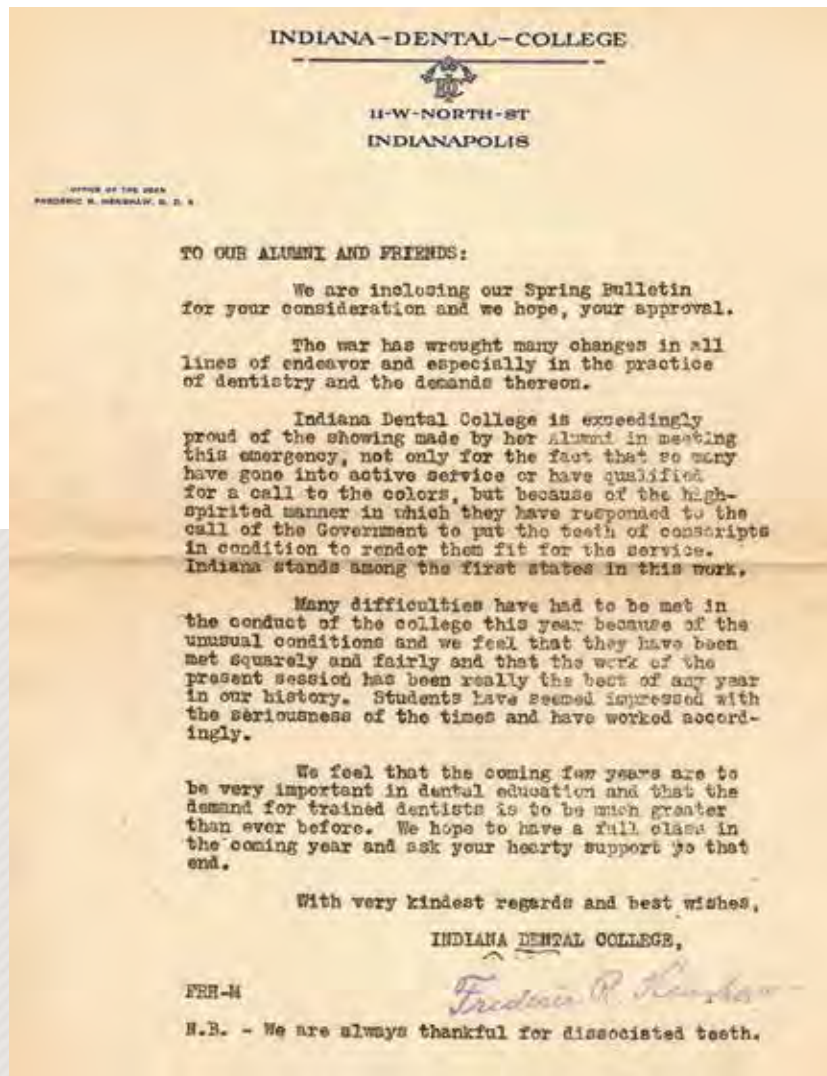 INDIANA-DENTAL-COLLEGE
IDC
11-W-NORTH-ST
INDIANAPOLIS
OFFICE OF THE DEAN
FREDERIC R. HENSHAW, D. D. S.
TO OUR ALUMNI AND FRIENDS:
We are inclosing our Spring Bulletin
for your consideration and we hope, your approval.
The war has wrought many changes in all
lines of endeavor and especially in the practice
of dentistry and the demands thereon.
Indiana Dental College is exceedingly
proud of the showing made by her Alumni in meeting
this emergency, not only for the fact that so many
have gone into active service or have qualified
for a call to the colors, but because of the high-
spirited manner in which they have responded to the
call of the Government to put the teeth of conscripts
in condition to render them fit for the service.
Indiana stands among the first states in this work.
Many difficulties have had to be met in
the conduct of the college this year because of the
unusual conditions and we feel that they have been
met squarely and fairly and that the work of the
present session has been really the best of any year
in our history. Students have seemed impressed with
the seriousness of the times and have worked accord-
ingly.
We feel that the coming few years are to
be very important in dental education and that the
demand for trained dentists is to be much greater
than ever before. We hope to have a full class in
the coming year and ask your hearty support to that
end.
With very kindest regards and best wishes,
INDIANA DENTAL COLLEGE,
FRH-M
Frederic R. Henshaw
N.B. - We are always thankful for dissociated teeth.